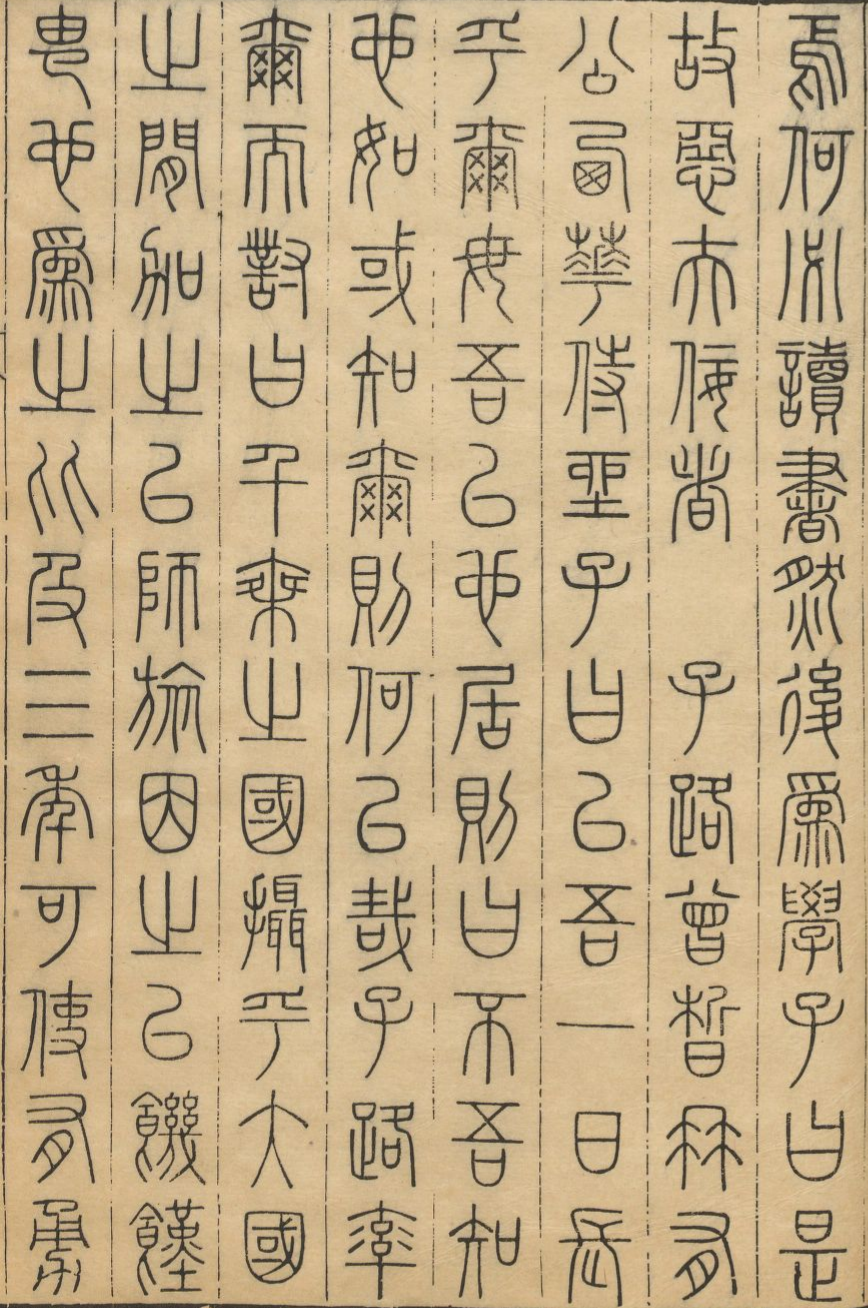 焉何必讀書然後爲學子曰是
故惡夫佞者　子路曾晳冉有
公西華侍坐子曰以吾一日長
乎爾毋吾以也居則曰不吾知
也如或知爾則何以哉子路率
爾而對曰千乘之國攝乎大國
之間加之以師旅因之以饑饉
由也爲之比及三年可使有勇